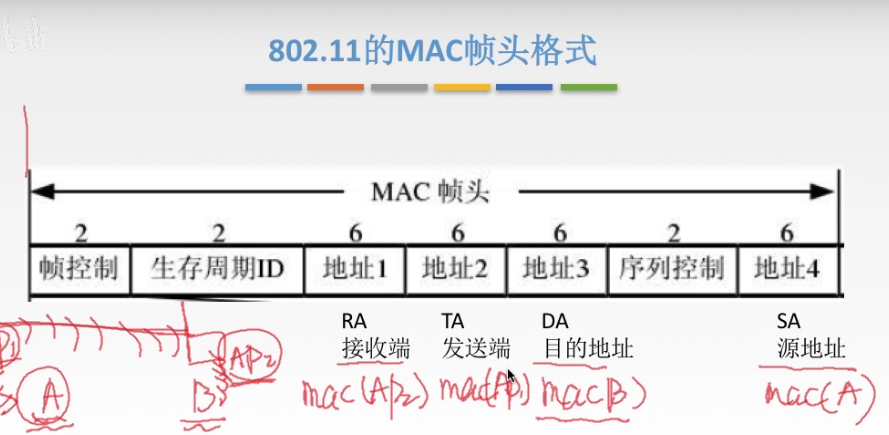 802.11的MAC帧头格式
MAC 帧头
2 2 6 6 6 2 6
帧控制 生存周期ID 地址1 地址2 地址3 序列控制 地址4
RA TA DA SA
接收端 发送端 目的地址 源地址
mac(AP2) mac(AP1) mac(B) mac(A)
AP2
A B